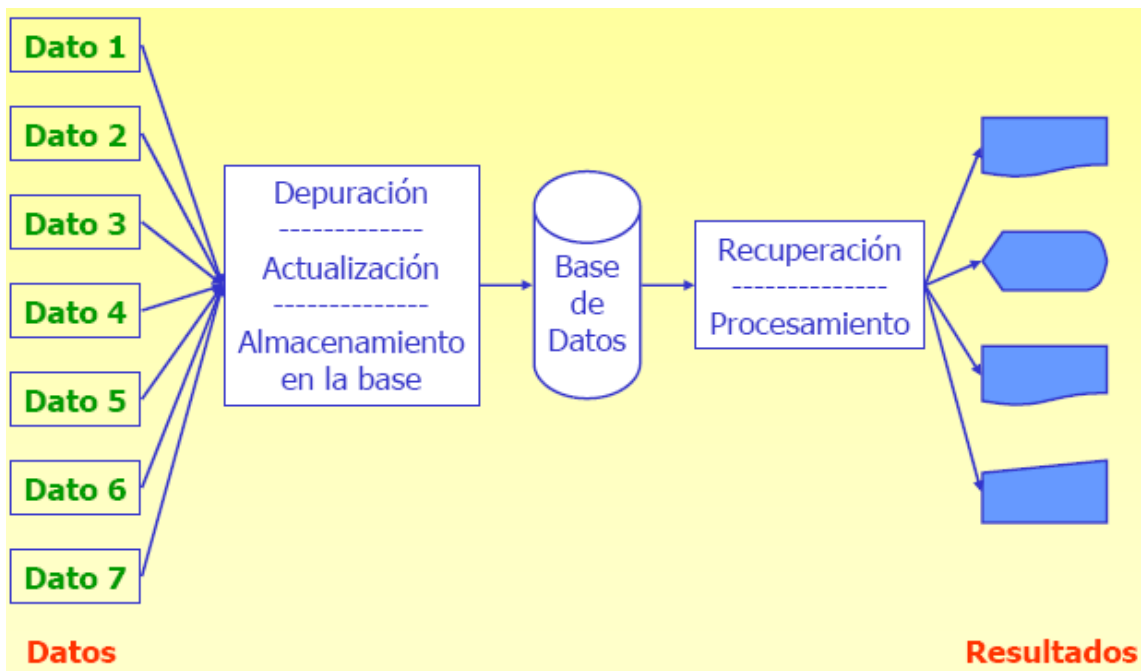 Dato 1
Dato 2
Dato 3
Dato 4
Dato 5
Dato 6
Dato 7
Datos
Depuración
-------------
Actualización
--------------
Almacenamiento
en la base
Base
de
Datos
Recuperación
--------------
Procesamiento
Resultados